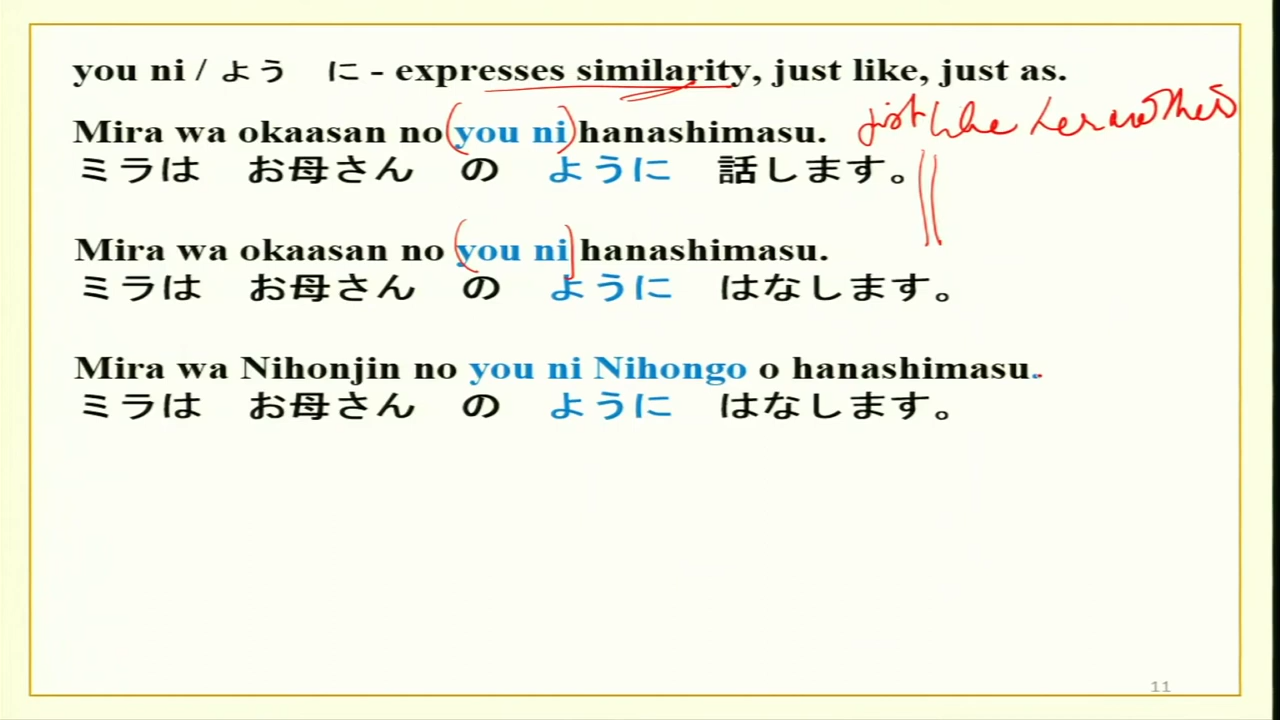 you ni / よう に - expresses similarity, just like, just as.
just like her mother
Mira wa okaasan no you ni hanashimasu.
ミラは お母さん の ように 話します。
Mira wa okaasan no you ni hanashimasu.
ミラは お母さん の ように はなします。
Mira wa Nihonjin no you ni Nihongo o hanashimasu.
ミラは お母さん の ように はなします。
11